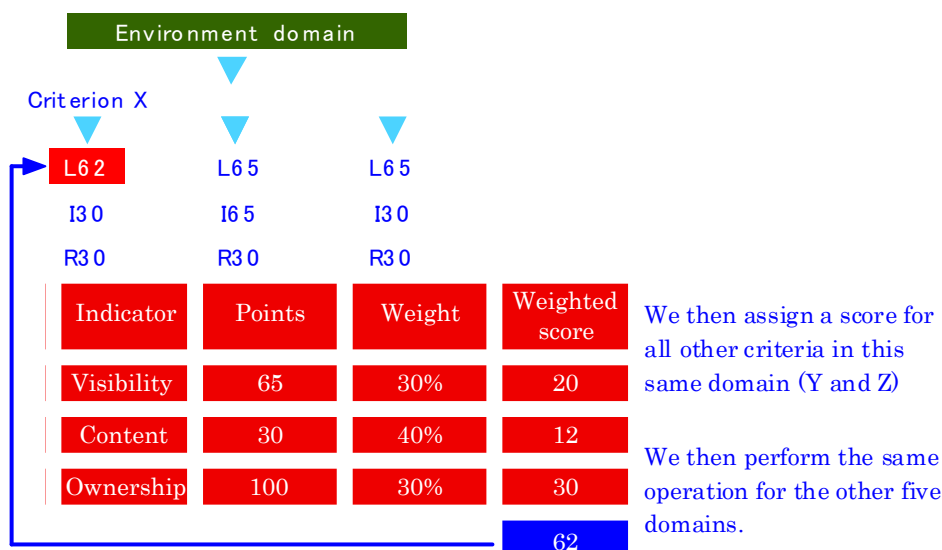 Environment domain
Criterion X
L62 L65 L65
I30 I65 I30
R30 R30 R30
Indicator Points Weight Weighted score
Visibility 65 30% 20
Content 30 40% 12
Ownership 100 30% 30
62
We then assign a score for
all other criteria in this
same domain (Y and Z)
We then perform the same
operation for the other five
domains.